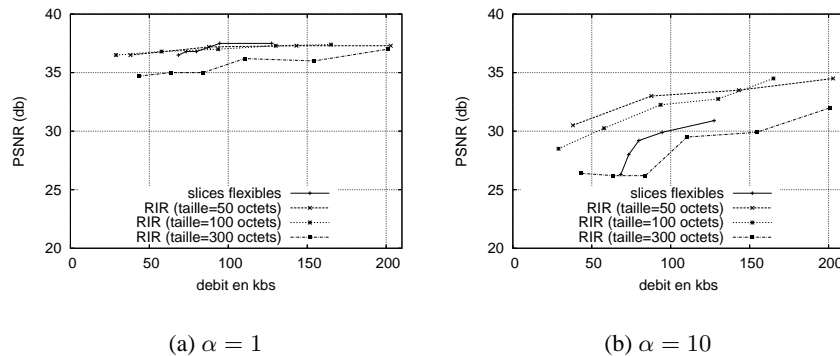 40
35
30
25
20
PSNR (db)
0
50
100
150
200
debit en kbs
slices flexibles
RIR (taille=50 octets)
RIR (taille=100 octets)
RIR (taille=300 octets)
(a) α = 1
40
35
30
25
20
PSNR (db)
0
50
100
150
200
debit en kbs
slices flexibles
RIR (taille=50 octets)
RIR (taille=100 octets)
RIR (taille=300 octets)
(b) α = 10